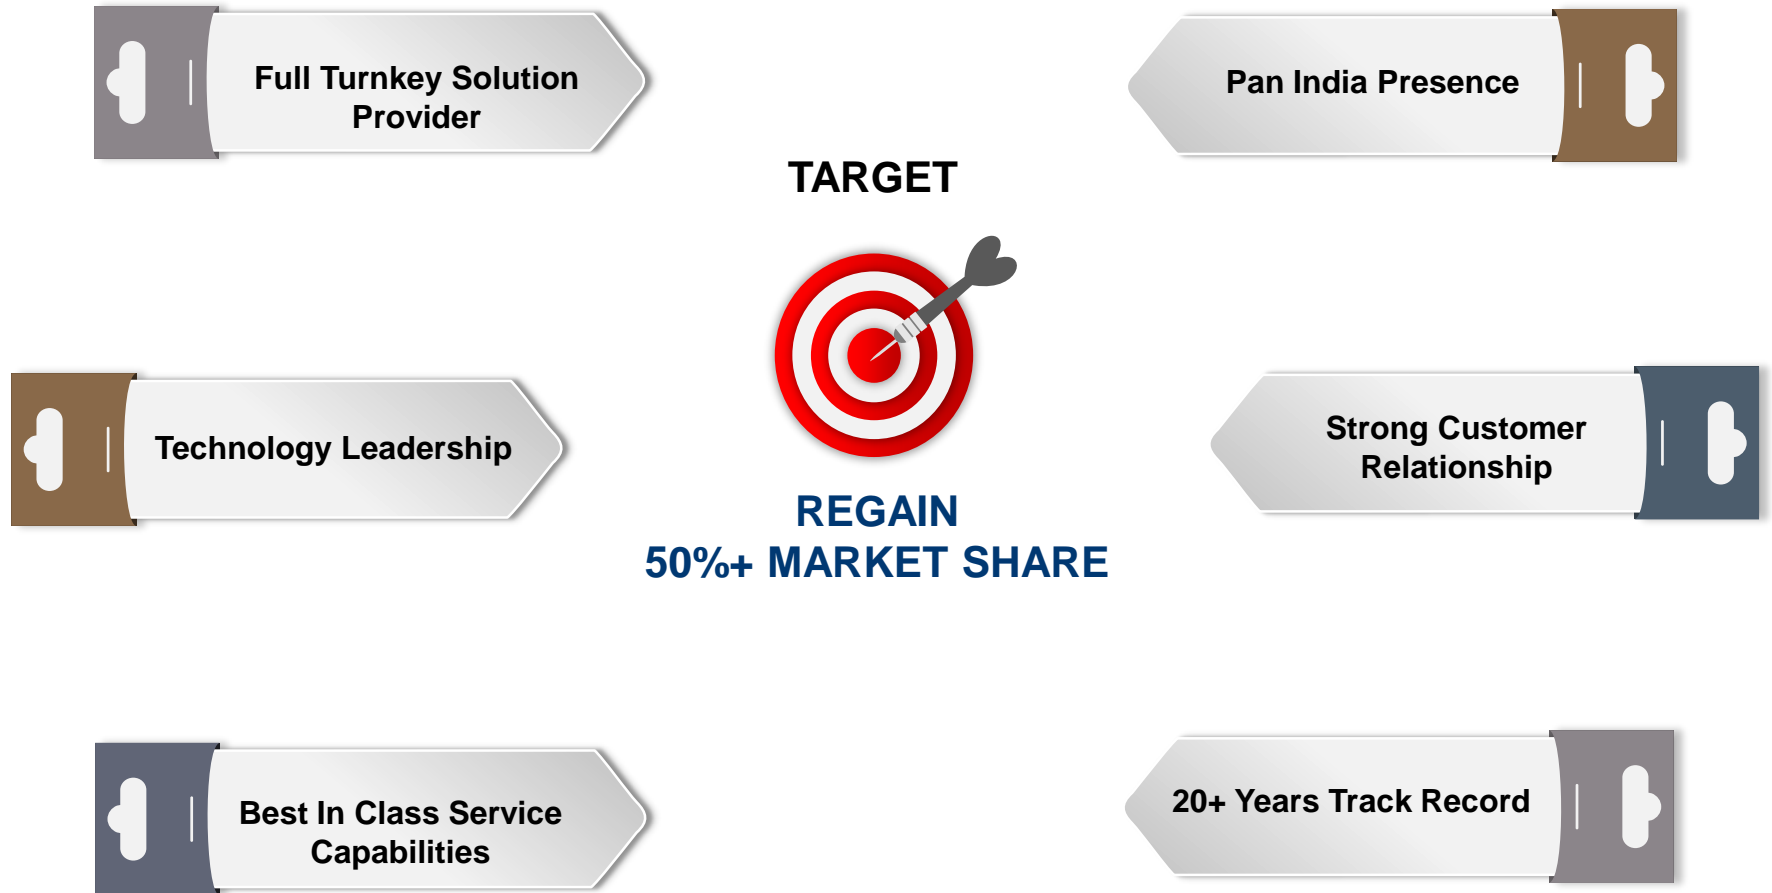 Full Turnkey Solution
Provider
Pan India Presence
TARGET
Technology Leadership
Strong Customer
Relationship
REGAIN
50%+ MARKET SHARE
Best In Class Service
Capabilities
20+ Years Track Record